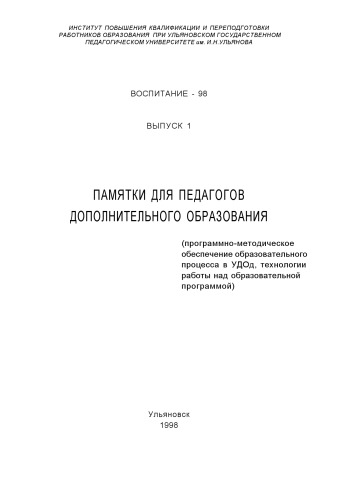 ИНСТИТУТ ПОВЫШЕНИЯ КВАЛИФИКАЦИИ И ПЕРЕПОДГОТОВКИ
РАБОТНИКОВ ОБРАЗОВАНИЯ ПРИ УЛЬЯНОВСКОМ ГОСУДАРСТВЕННОМ
ПЕДАГОГИЧЕСКОМ УНИВЕРСИТЕТЕ им. И.Н.УЛЬЯНОВА
ВОСПИТАНИЕ - 98
ВЫПУСК 1
ПАМЯТКИ ДЛЯ ПЕДАГОГОВ
ДОПОЛНИТЕЛЬНОГО ОБРАЗОВАНИЯ
(программно-методическое
обеспечение образовательного
процесса в УДОд, технологии
работы над образовательной
программой)
Ульяновск
1998